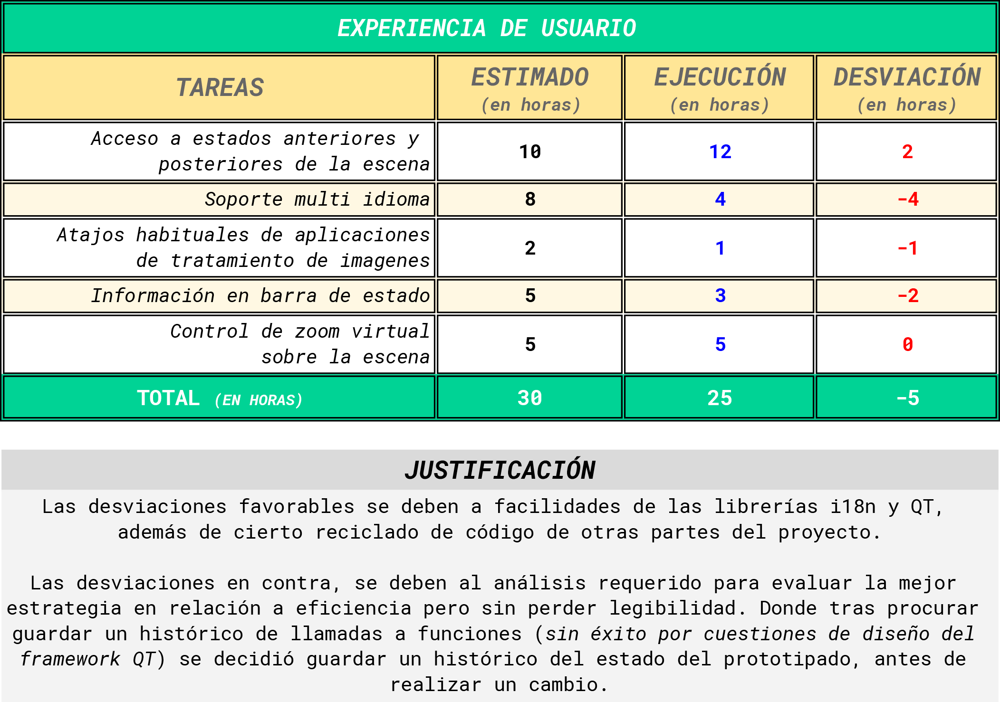 EXPERIENCIA DE USUARIO
TAREAS
ESTIMADO
(en horas)
EJECUCIÓN
(en horas)
DESVIACIÓN
(en horas)
Acceso a estados anteriores y
posteriores de la escena
10
12
2
Soporte multi idioma
8
4
-4
Atajos habituales de aplicaciones
de tratamiento de imagenes
2
1
-1
Información en barra de estado
5
3
-2
Control de zoom virtual
sobre la escena
5
5
0
TOTAL (EN HORAS)
30
25
-5
JUSTIFICACIÓN
Las desviaciones favorables se deben a facilidades de las librerías i18n y QT,
además de cierto reciclado de código de otras partes del proyecto.
Las desviaciones en contra, se deben al análisis requerido para evaluar la mejor
estrategia en relación a eficiencia pero sin perder legibilidad. Donde tras procurar
guardar un histórico de llamadas a funciones (sin éxito por cuestiones de diseño del
framework QT) se decidió guardar un histórico del estado del prototipado, antes de
realizar un cambio.